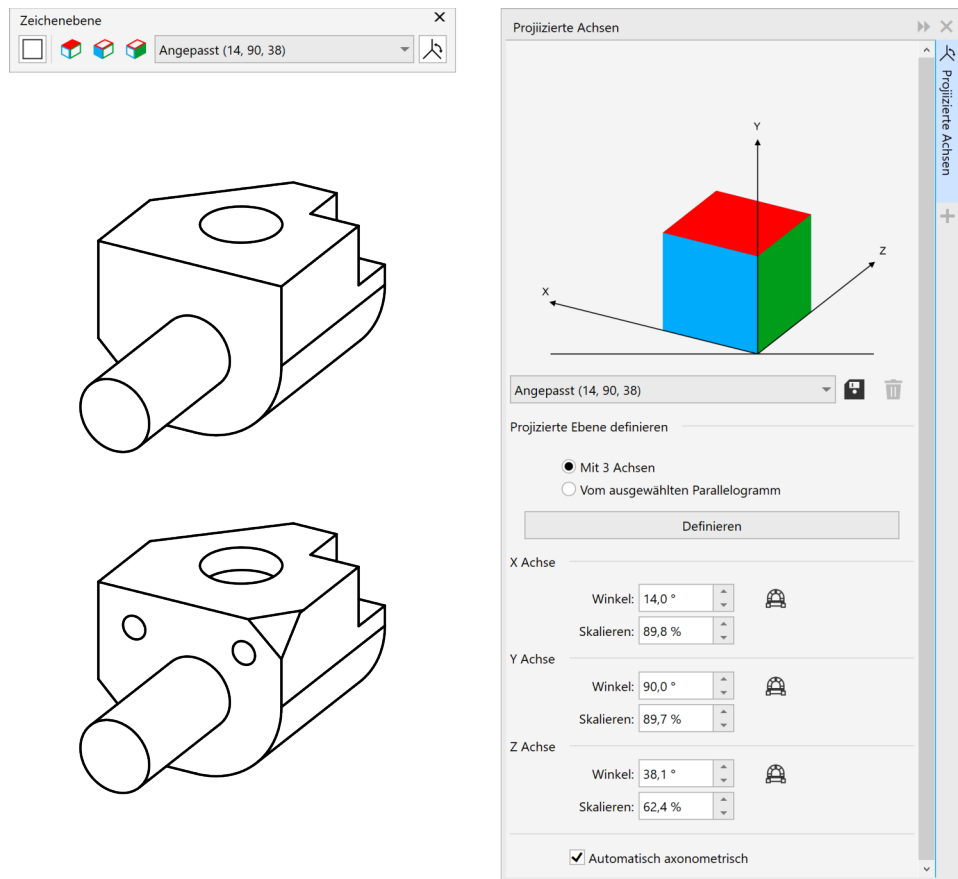 Zeichenebene
Angepasst (14, 90, 38)
Projiizierte Achsen
Projiizierte Achsen
Y
Z
X
Angepasst (14, 90, 38)
Projizierte Ebene definieren
Mit 3 Achsen
Vom ausgewählten Parallelogramm
Definieren
X Achse
Winkel: 14,0 °
Skalieren: 89,8 %
Y Achse
Winkel: 90,0 °
Skalieren: 89,7 %
Z Achse
Winkel: 38,1 °
Skalieren: 62,4 %
Automatisch axonometrisch